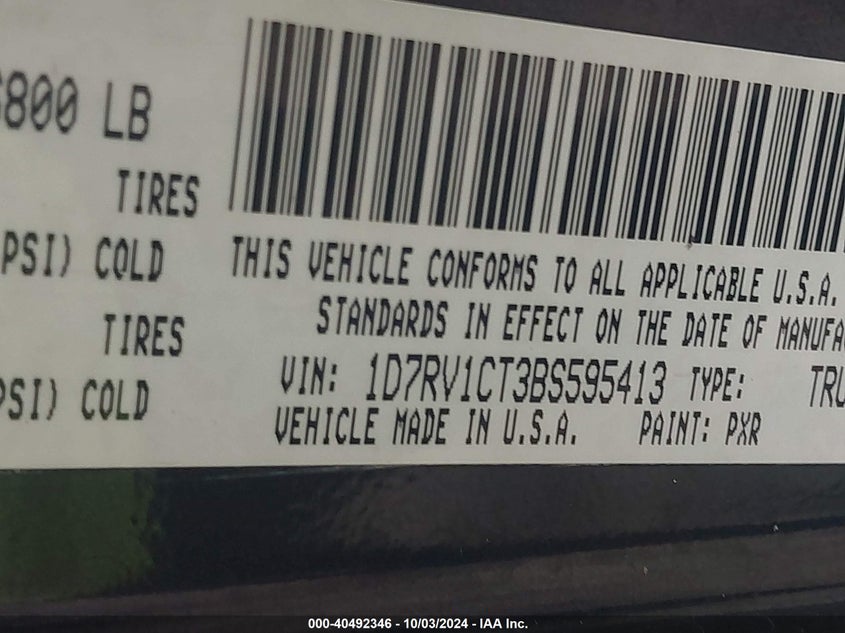 800 LB
TIRES
PSI) COLD
TIRES
PSI) COLD
THIS VEHICLE CONFORMS TO ALL APPLICABLE U.S.A.
STANDARDS IN EFFECT ON THE DATE OF MANUFA
VIN: 1D7RV1CT3BS595413 TYPE: TRU
VEHICLE MADE IN U.S.A. PAINT: PXR
000-40492346 - 10/03/2024 - IAA Inc.